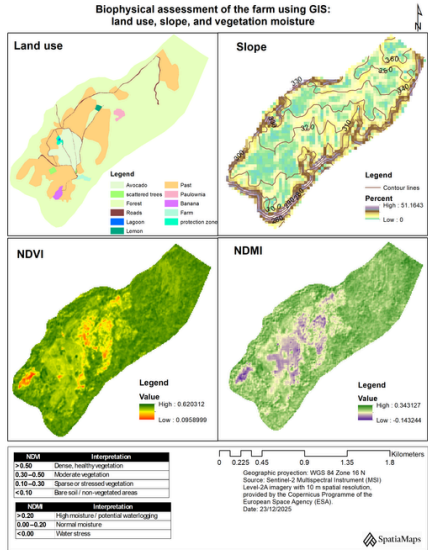 Biophysical assessment of the farm using GIS:
land use, slope, and vegetation moisture
N
Land use
Legend
Avocado
scattered trees
Forest
Roads
Lagoon
Lemon
Past
Paulownia
Banana
Farm
protection zone
Slope
Legend
Contour lines
Percent
High : 51.1643
Low : 0
NDVI
Legend
Value
High : 0.620312
Low : 0.0958999
NDMI
Legend
Value
High : 0.343127
Low : -0.143244
NDVI Interpretation
>0.50 Dense, healthy vegetation
0.30–0.50 Moderate vegetation
0.10–0.30 Sparse or stressed vegetation
<0.10 Bare soil / non-vegetated areas
NDMI Interpretation
>0.20 High moisture / potential waterlogging
0.00–0.20 Normal moisture
<0.00 Water stress
Kilometers
0 0.225 0.45 0.9 1.35 1.8
Geographic projection: WGS 84 Zone 16 N
Source: Sentinel-2 Multispectral Instrument (MSI)
Level-2A imagery with 10 m spatial resolution,
provided by the Copernicus Programme of the
European Space Agency (ESA).
Date: 23/12/2025
SpatiaMaps